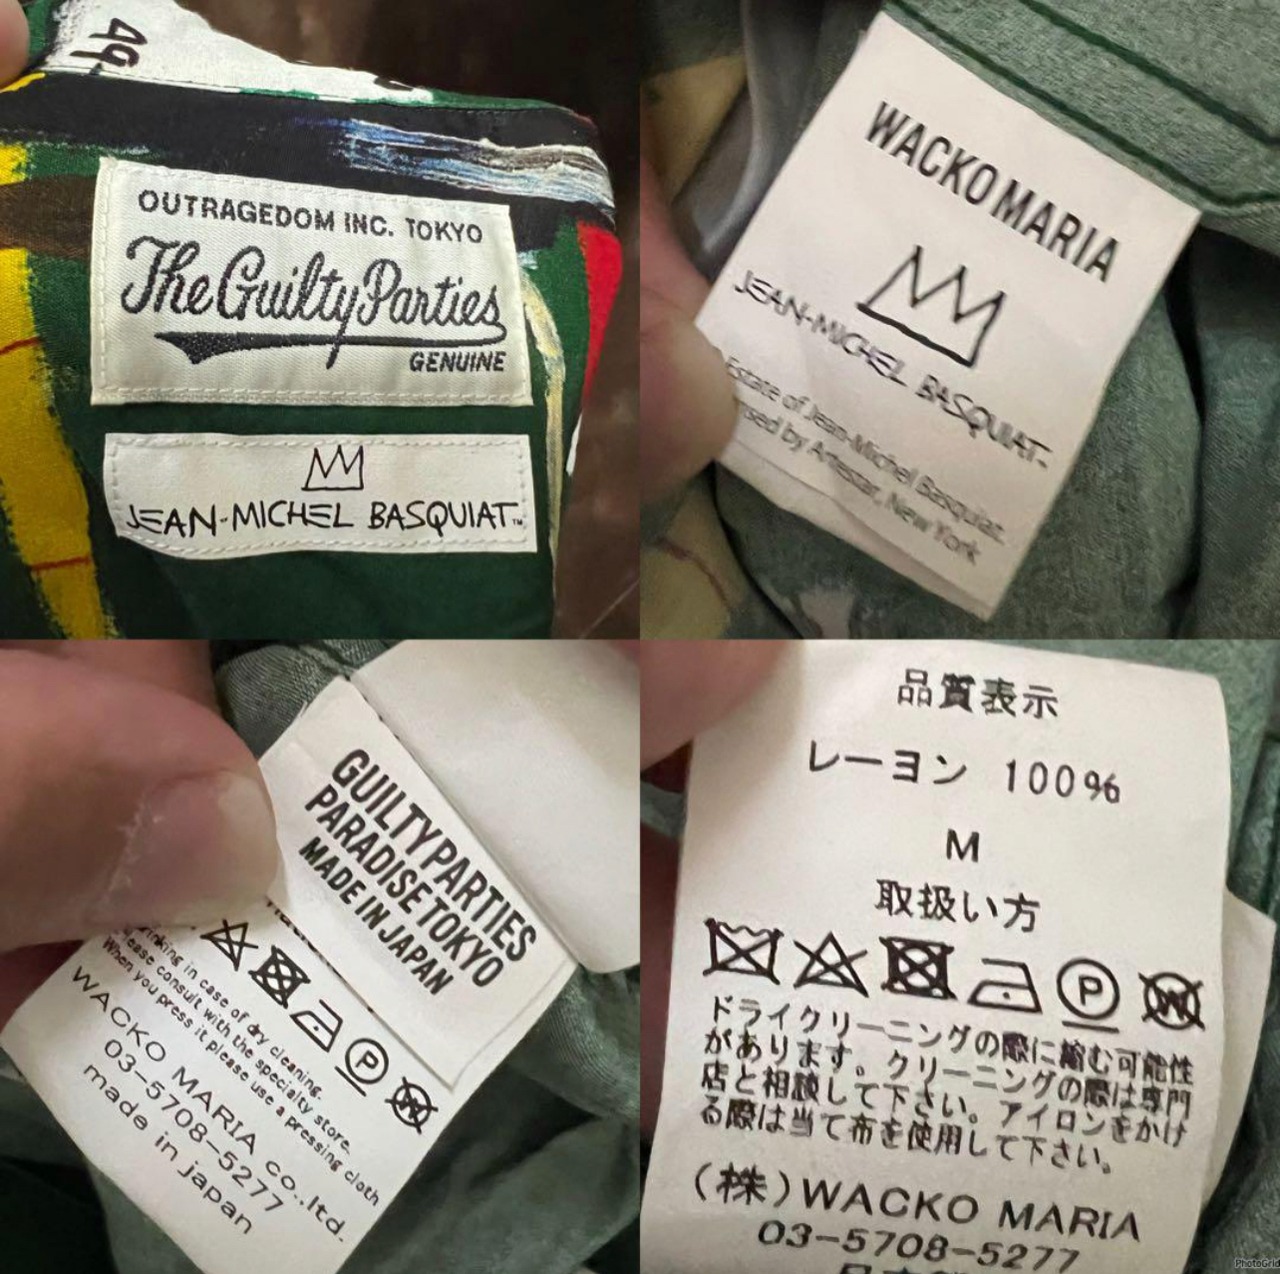 OUTRAGEDOM INC. TOKYO
The Guilty Parties
GENUINE
JEAN-MICHEL BASQUIAT™
WACKO MARIA
JEAN-MICHEL BASQUIAT™
Estate of Jean-Michel Basquiat.
by Artestar, New York
GUILTY PARTIES
PARADISE TOKYO
MADE IN JAPAN
in case of dry cleaning.
please consult with the specialty store.
When you press it please use a pressing cloth
WACKO MARIA co.,ltd.
03-5708-5277
made in japan
品質表示
レーヨン 100%
M
取扱い方
P
W
ドライクリーニングの際に縮む可能性
があります。クリーニングの際は専門
店と相談して下さい。アイロンをかけ
る際は当て布を使用して下さい。
(株)WACKO MARIA
03-5708-5277
PhotoGrid